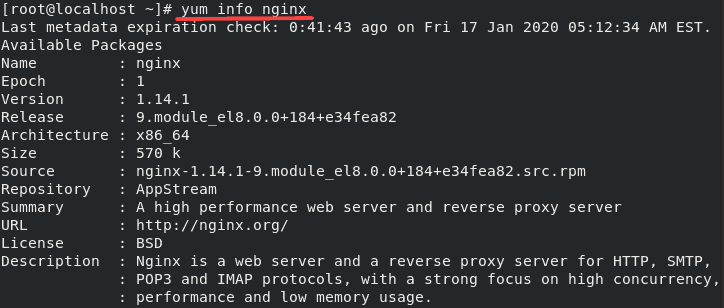 [root@localhost ~]# yum info nginx
Last metadata expiration check: 0:41:43 ago on Fri 17 Jan 2020 05:12:34 AM EST.
Available Packages
Name         : nginx
Epoch        : 1
Version      : 1.14.1
Release      : 9.module_el8.0.0+184+e34fea82
Architecture : x86_64
Size         : 570 k
Source       : nginx-1.14.1-9.module_el8.0.0+184+e34fea82.src.rpm
Repository   : AppStream
Summary      : A high performance web server and reverse proxy server
URL          : http://nginx.org/
License      : BSD
Description  : Nginx is a web server and a reverse proxy server for HTTP, SMTP,
             : POP3 and IMAP protocols, with a strong focus on high concurrency,
             : performance and low memory usage.